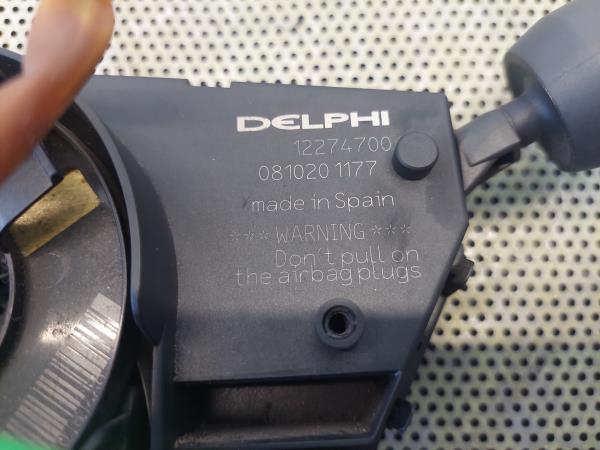 DELPHI
12274700
081020 1177
made in Spain
*** WARNING ***
Don't pull on
the airbag plugs